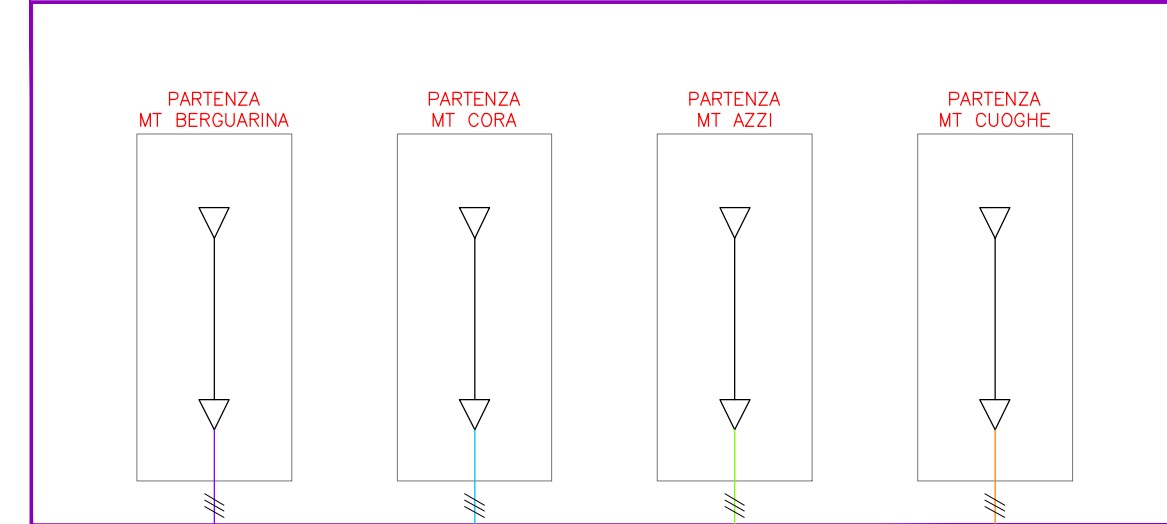 PARTENZA
MT BERGUARINA
PARTENZA
MT CORA
PARTENZA
MT AZZI
PARTENZA
MT CUOGHE